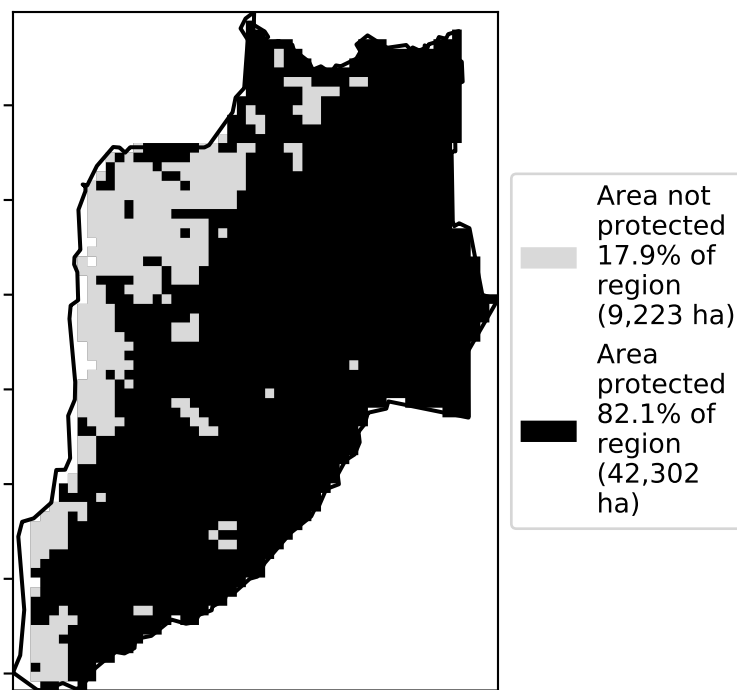 Area not
protected
17.9% of
region
(9,223 ha)
Area
protected
82.1% of
region
(42,302
ha)